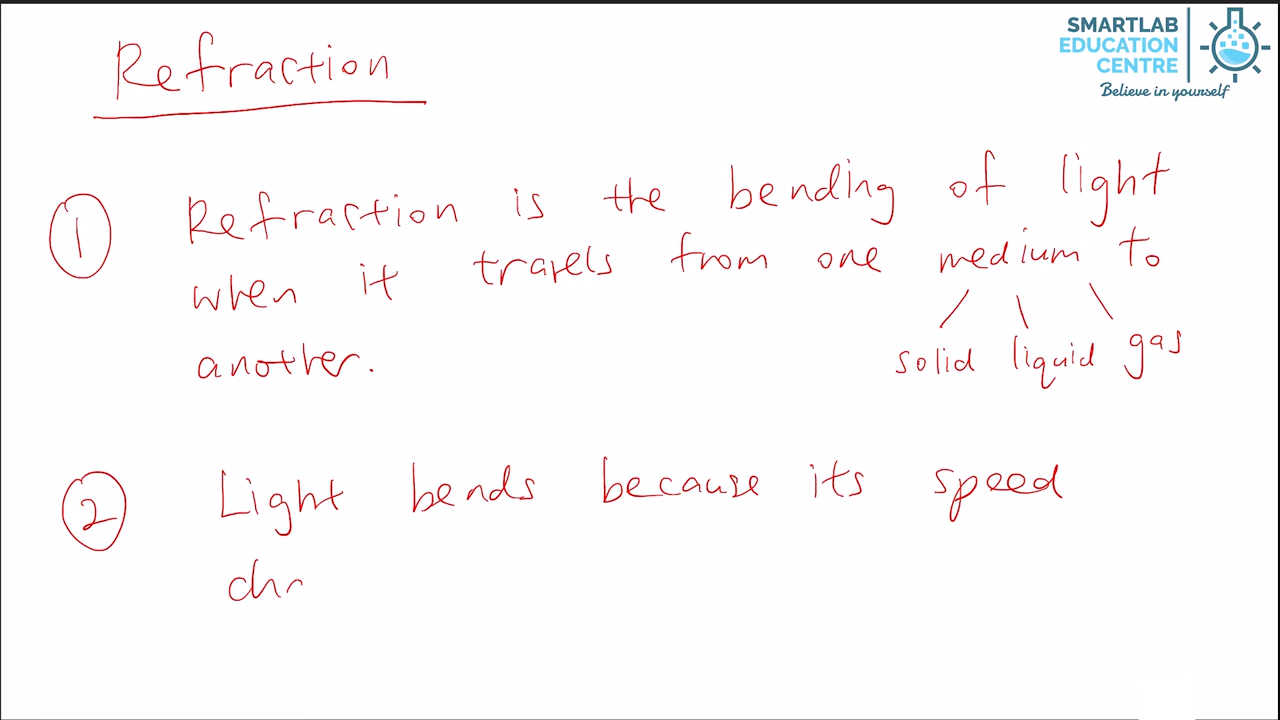 SMARTLAB
EDUCATION
CENTRE
Believe in yourself
Refraction
1 Refraction is the bending of light
when it travels from one medium to
another.
solid liquid gas
2 Light bends because its speed